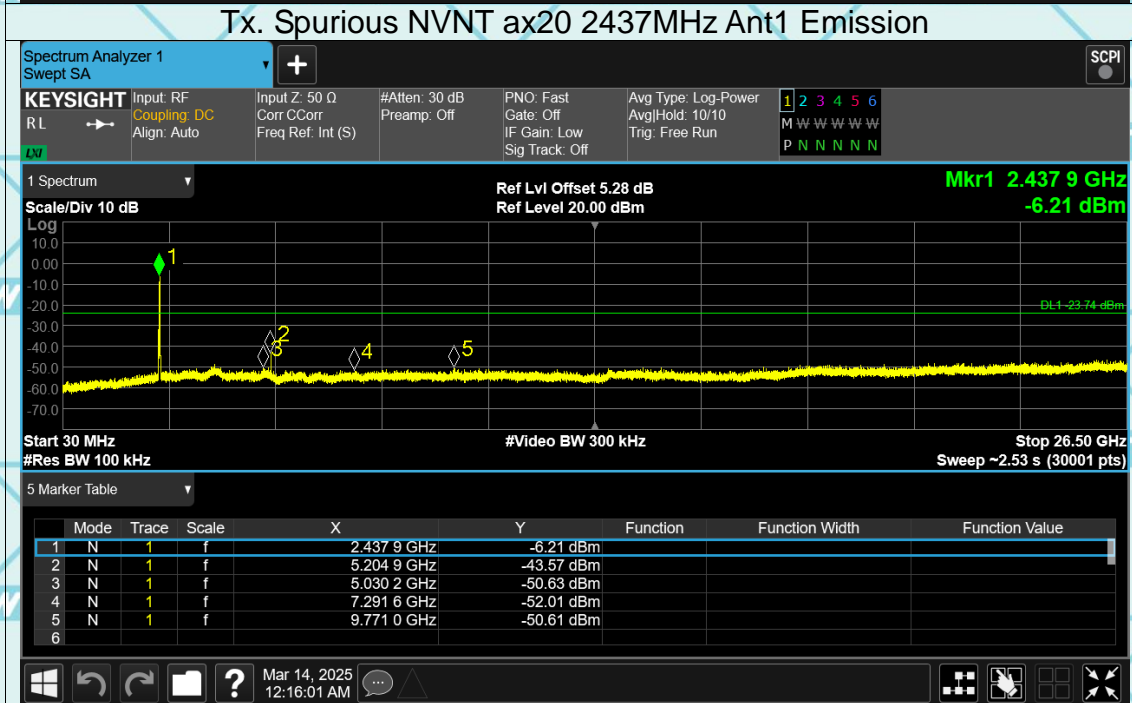 Tx. Spurious NVNT ax20 2437MHz Ant1 Emission
Spectrum Analyzer 1
Swept SA
SCPI
KEYSIGHT Input: RF Input Z: 50 Ω #Atten: 30 dB PNO: Fast Avg Type: Log-Power 1 2 3 4 5 6
R L Coupling: DC Corr CCorr Preamp: Off Gate: Off Avg|Hold: 10/10 M W W W W W
Align: Auto Freq Ref: Int (S) IF Gain: Low Trig: Free Run
LXI Sig Track: Off P N N N N N
1 Spectrum Ref Lvl Offset 5.28 dB Mkr1 2.437 9 GHz
Scale/Div 10 dB Ref Level 20.00 dBm -6.21 dBm
Log
10.0
0.00
-10.0
-20.0
-30.0
-40.0
-50.0
-60.0
-70.0
1
DL1 -23.74 dBm
2
3
4
5
Start 30 MHz #Video BW 300 kHz Stop 26.50 GHz
#Res BW 100 kHz Sweep ~2.53 s (30001 pts)
5 Marker Table
Mode Trace Scale X Y Function Function Width Function Value
1 N 1 f 2.437 9 GHz -6.21 dBm
2 N 1 f 5.204 9 GHz -43.57 dBm
3 N 1 f 5.030 2 GHz -50.63 dBm
4 N 1 f 7.291 6 GHz -52.01 dBm
5 N 1 f 9.771 0 GHz -50.61 dBm
6
? Mar 14, 2025
12:16:01 AM